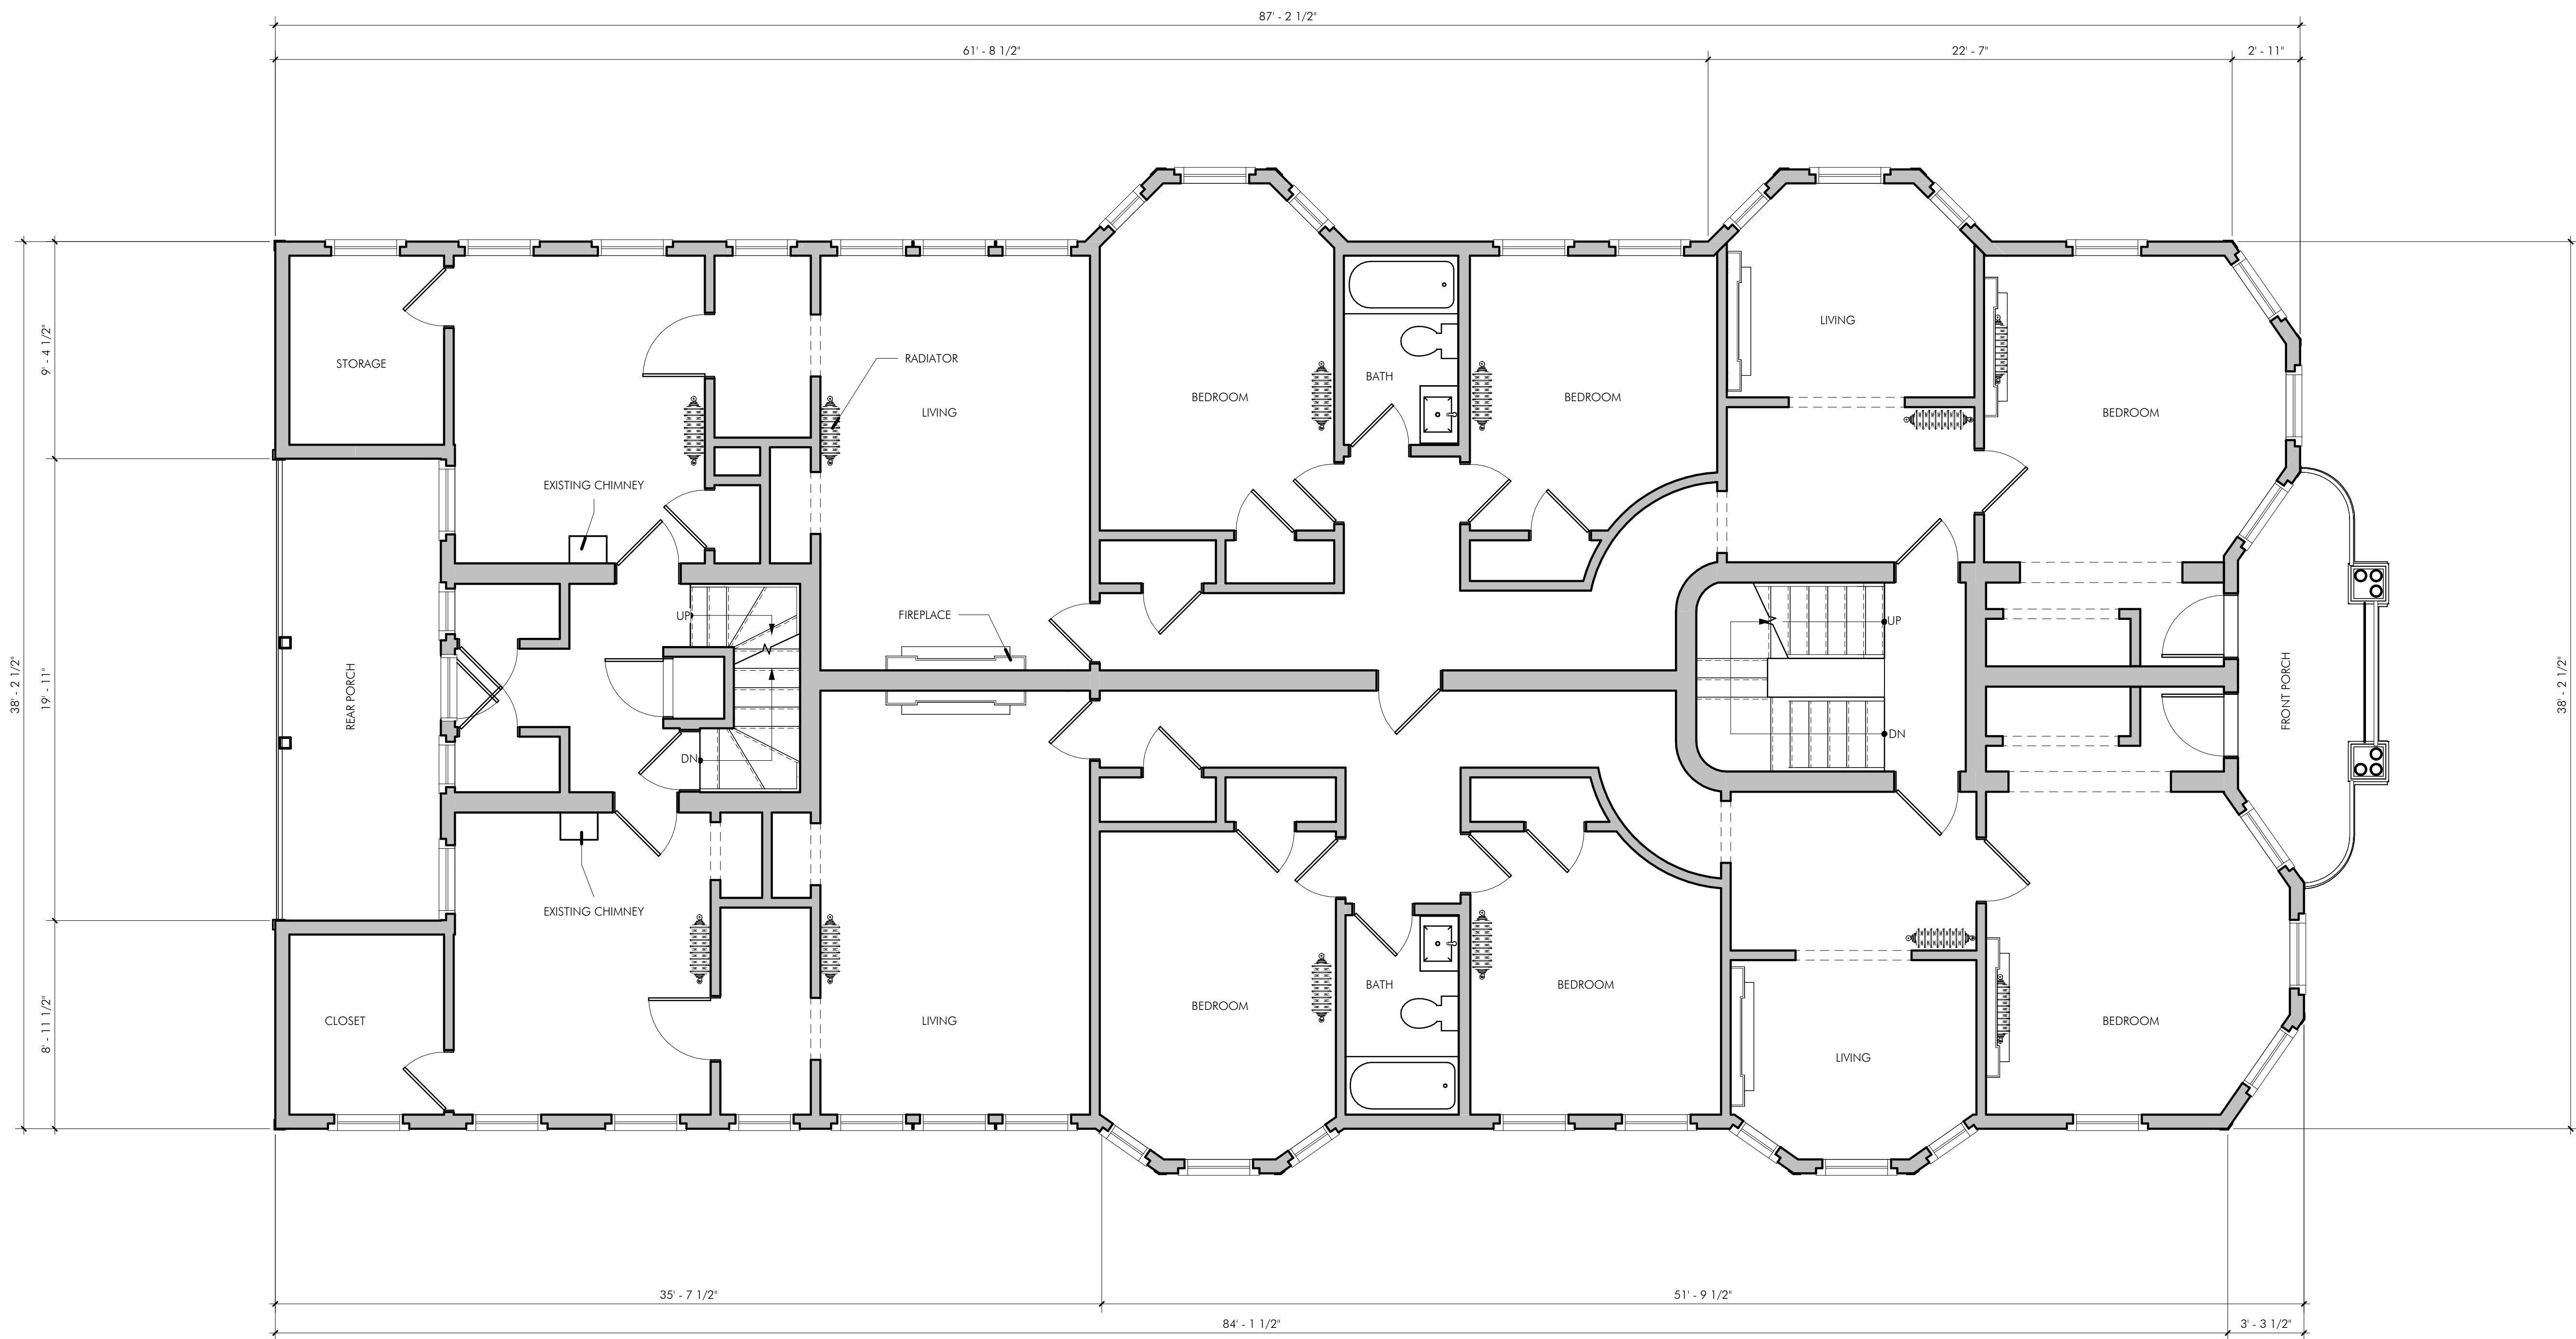 87' - 2 1/2"
61' - 8 1/2"
22' - 7"
2' - 11"
38' - 2 1/2"
9' - 4 1/2"
19' - 11"
8' - 11 1/2"
38' - 2 1/2"
STORAGE
RADIATOR
LIVING
BEDROOM
BATH
BEDROOM
LIVING
BEDROOM
EXISTING CHIMNEY
FIREPLACE
UP
UP
REAR PORCH
FRONT PORCH
DN
DN
EXISTING CHIMNEY
CLOSET
LIVING
BEDROOM
BATH
BEDROOM
LIVING
BEDROOM
35' - 7 1/2"
51' - 9 1/2"
84' - 1 1/2"
3' - 3 1/2"